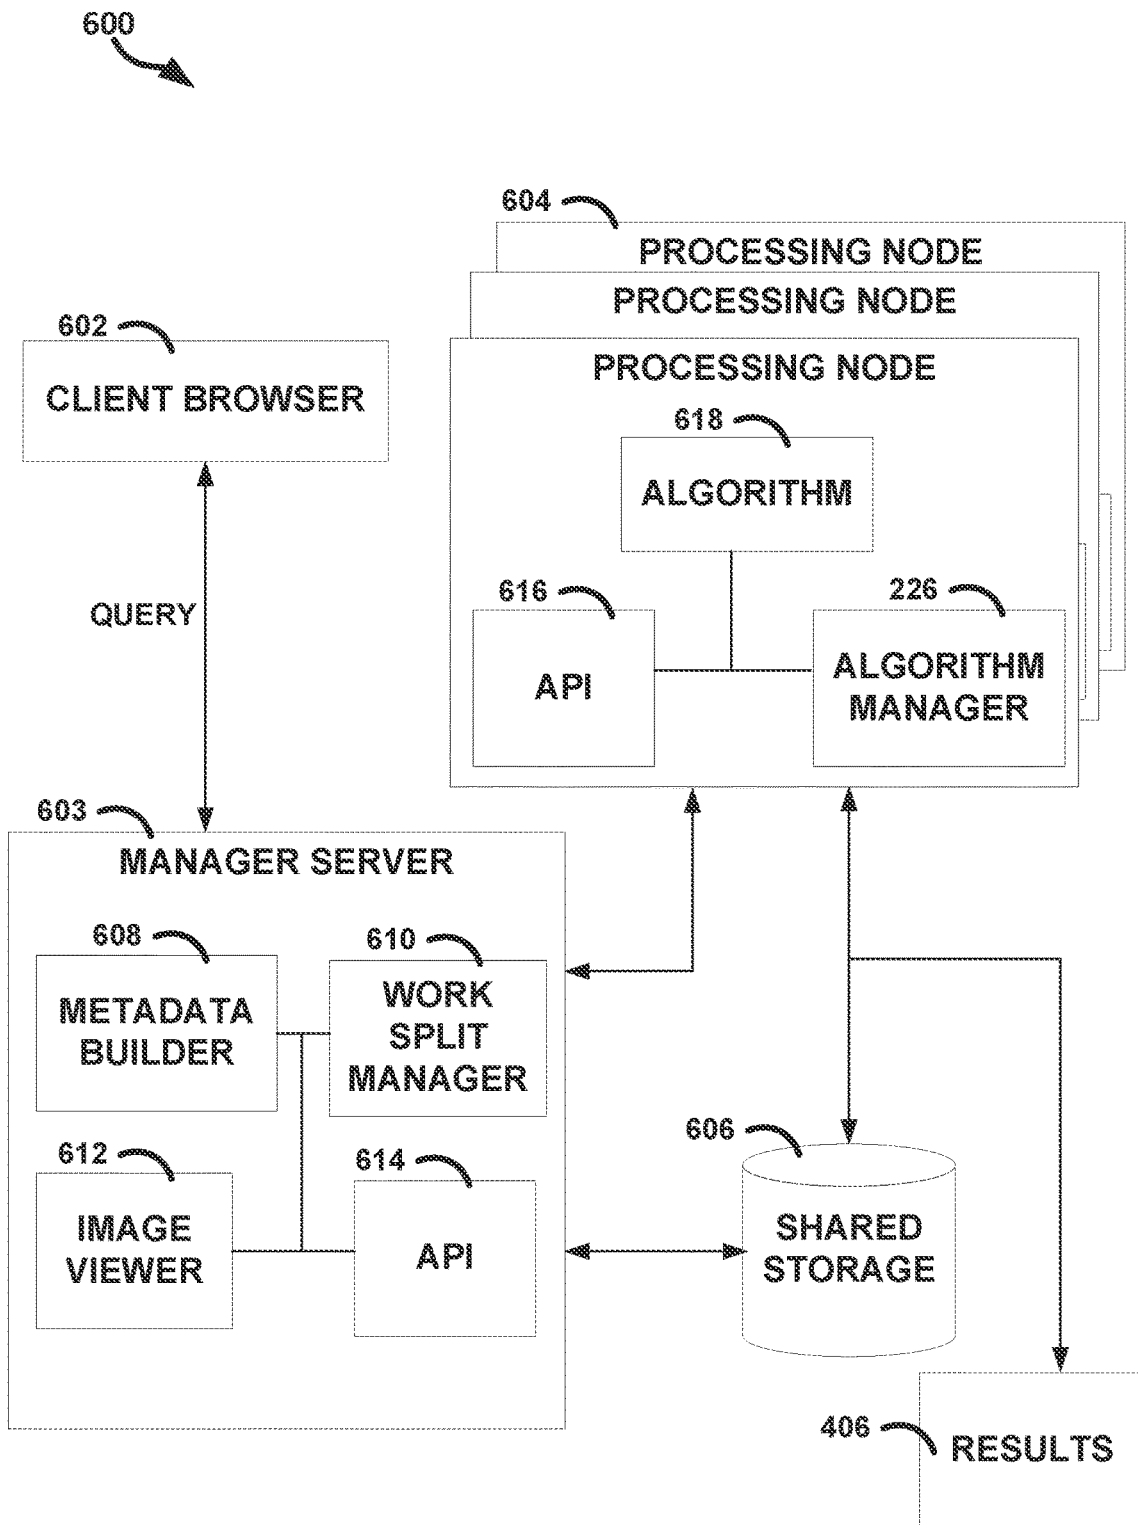 600
604
PROCESSING NODE
PROCESSING NODE
PROCESSING NODE
602
CLIENT BROWSER
618
ALGORITHM
616
API
226
ALGORITHM
MANAGER
QUERY
603
MANAGER SERVER
608
METADATA
BUILDER
610
WORK
SPLIT
MANAGER
612
IMAGE
VIEWER
614
API
606
SHARED
STORAGE
406
RESULTS